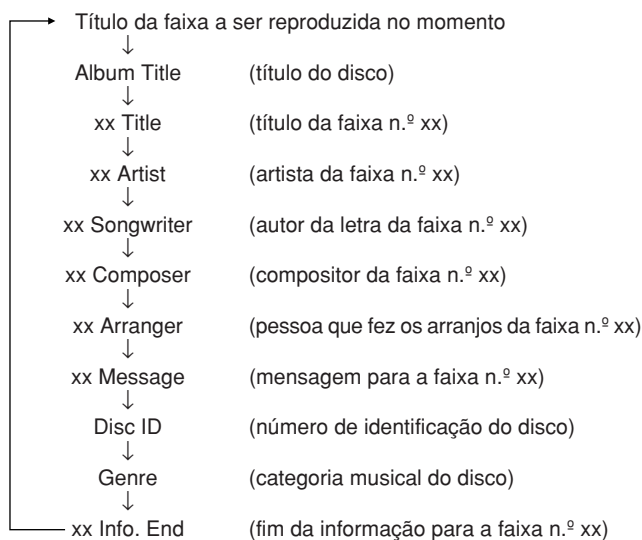 Título da faixa a ser reproduzida no momento
Album Title (título do disco)
xx Title (título da faixa n.º xx)
xx Artist (artista da faixa n.º xx)
xx Songwriter (autor da letra da faixa n.º xx)
xx Composer (compositor da faixa n.º xx)
xx Arranger (pessoa que fez os arranjos da faixa n.º xx)
xx Message (mensagem para a faixa n.º xx)
Disc ID (número de identificação do disco)
Genre (categoria musical do disco)
xx Info. End (fim da informação para a faixa n.º xx)